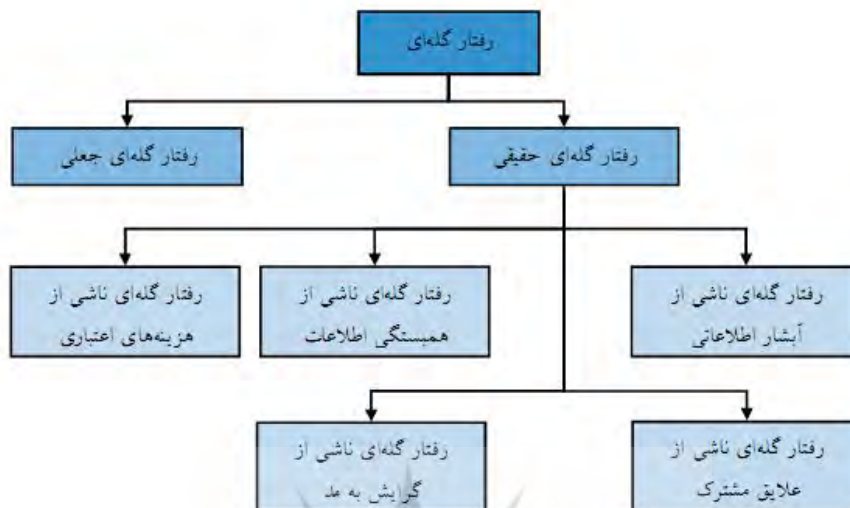 رفتار گله‌ای
رفتار گله‌ای حقیقی
رفتار گله‌ای جعلی
رفتار گله‌ای ناشی از
آبشار اطلاعاتی
رفتار گله‌ای ناشی از
همبستگی اطلاعات
رفتار گله‌ای ناشی از
هزینه‌های اعتباری
رفتار گله‌ای ناشی از
علایق مشترک
رفتار گله‌ای ناشی از
گرایش به مد